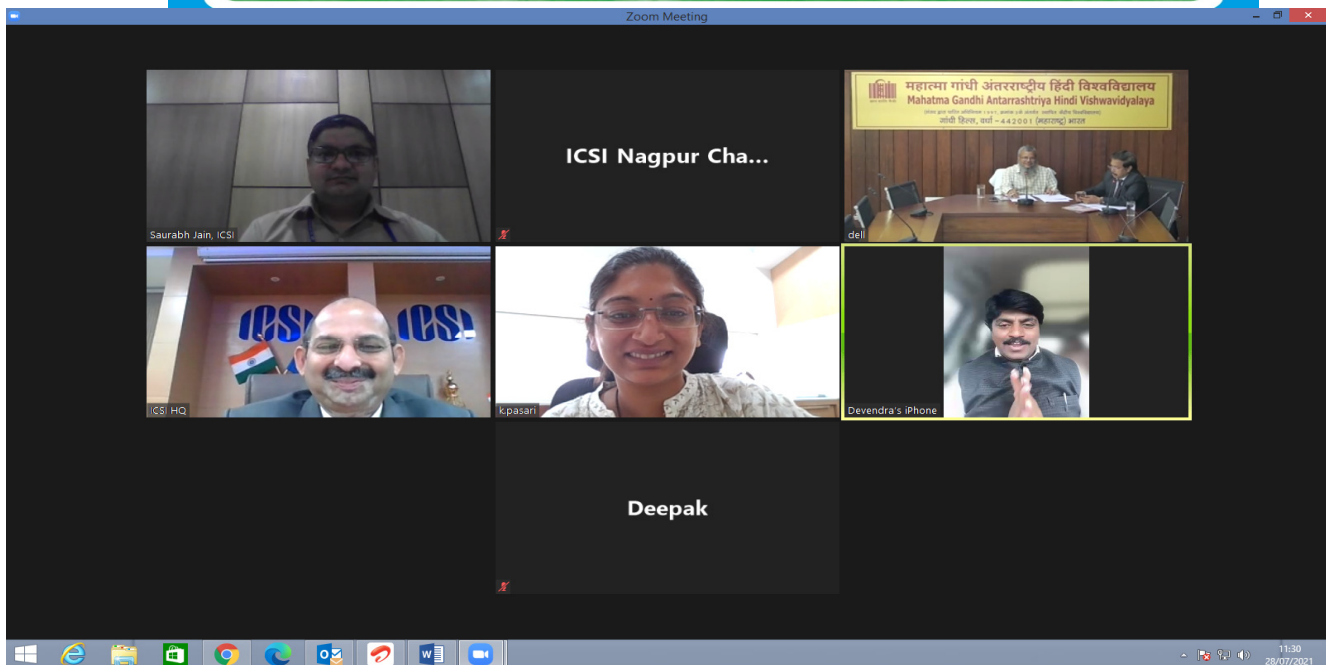 Zoom Meeting
Saurabh Jain, ICSI
ICSI Nagpur Cha...
महात्मा गांधी अंतरराष्ट्रीय हिंदी विश्वविद्यालय
Mahatma Gandhi Antarrashtriya Hindi Vishwavidyalaya
गांधी हिल्स, वर्धा - 442001 (महाराष्ट्र) भारत
dell
ICSI
ICSI
ICSI HQ
k.pasari
Devendra's iPhone
Deepak
11:30
28/07/2021